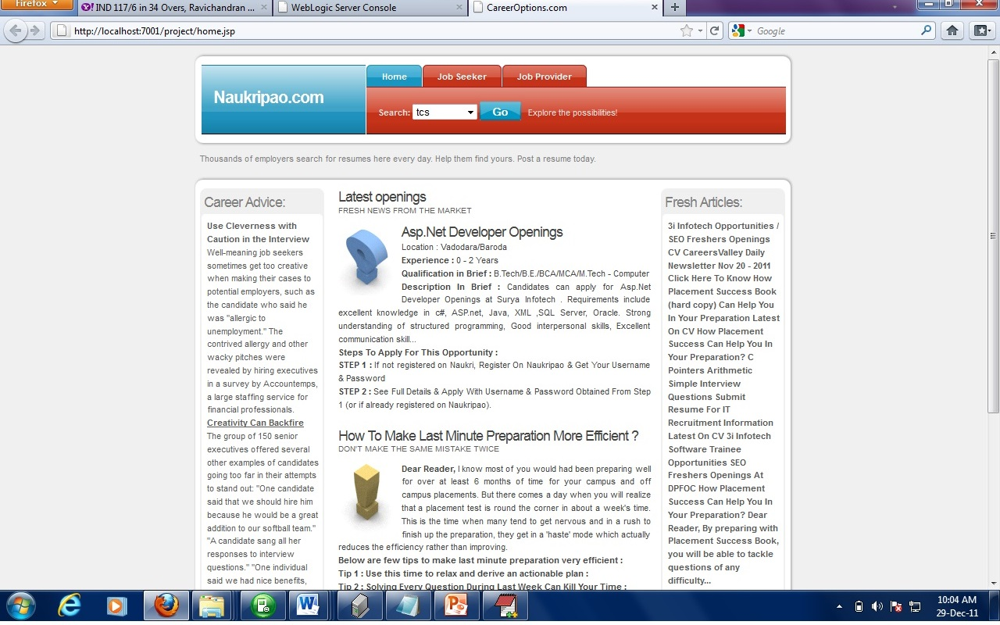 Firefox
IND 117/6 in 34 Overs, Ravichandran ...
WebLogic Server Console
CareerOptions.com
http://localhost:7001/project/home.jsp
Google
Naukripao.com
Home
Job Seeker
Job Provider
Search: tcs Go Explore the possibilities!
Thousands of employers search for resumes here every day. Help them find yours. Post a resume today.
Career Advice:
Use Cleverness with
Caution in the Interview
Well-meaning job seekers
sometimes get too creative
when making their cases to
potential employers, such as
the candidate who said he
was "allergic to
unemployment." The
contrived allergy and other
wacky pitches were
revealed by hiring executives
in a survey by Accountemps,
a large staffing service for
financial professionals.
Creativity Can Backfire
The group of 150 senior
executives offered several
other examples of candidates
going too far in their attempts
to stand out: "One candidate
said that we should hire him
because he would be a great
addition to our softball team."
"A candidate sang all her
responses to interview
questions." "One individual
said we had nice benefits,
Latest openings
FRESH NEWS FROM THE MARKET
Asp.Net Developer Openings
Location : Vadodara/Baroda
Experience : 0 - 2 Years
Qualification in Brief : B.Tech/B.E./BCA/MCA/M.Tech - Computer
Description In Brief : Candidates can apply for Asp.Net
Developer Openings at Surya Infotech . Requirements include
excellent knowledge in c#, ASP.net, Java, XML ,SQL Server, Oracle. Strong
understanding of structured programming, Good interpersonal skills, Excellent
communication skill...
Steps To Apply For This Opportunity :
STEP 1 : If not registered on Naukri, Register On Naukripao & Get Your Username
& Password
STEP 2 : See Full Details & Apply With Username & Password Obtained From Step
1 (or if already registered on Naukripao).
How To Make Last Minute Preparation More Efficient ?
DON'T MAKE THE SAME MISTAKE TWICE
Dear Reader, I know most of you would had been preparing well
for over at least 6 months of time for your campus and off
campus placements. But there comes a day when you will realize
that a placement test is round the corner in about a week's time.
This is the time when many tend to get nervous and in a rush to
finish up the preparation, they get in a 'haste' mode which actually
reduces the efficiency rather than improving.
Below are few tips to make last minute preparation very efficient :
Tip 1 : Use this time to relax and derive an actionable plan :
Tip 2 : Solving Every Question During Last Week Can Kill Your Time :
Fresh Articles:
3i Infotech Opportunities /
SEO Freshers Openings
CV CareersValley Daily
Newsletter Nov 20 - 2011
Click Here To Know How
Placement Success Book
(hard copy) Can Help You
In Your Preparation Latest
On CV How Placement
Success Can Help You In
Your Preparation? C
Pointers Arithmetic
Simple Interview
Questions Submit
Resume For IT
Recruitment Information
Latest On CV 3i Infotech
Software Trainee
Opportunities SEO
Freshers Openings At
DPFOC How Placement
Success Can Help You In
Your Preparation? Dear
Reader, By preparing with
Placement Success Book,
you will be able to tackle
questions of any
difficulty...
10:04 AM
29-Dec-11